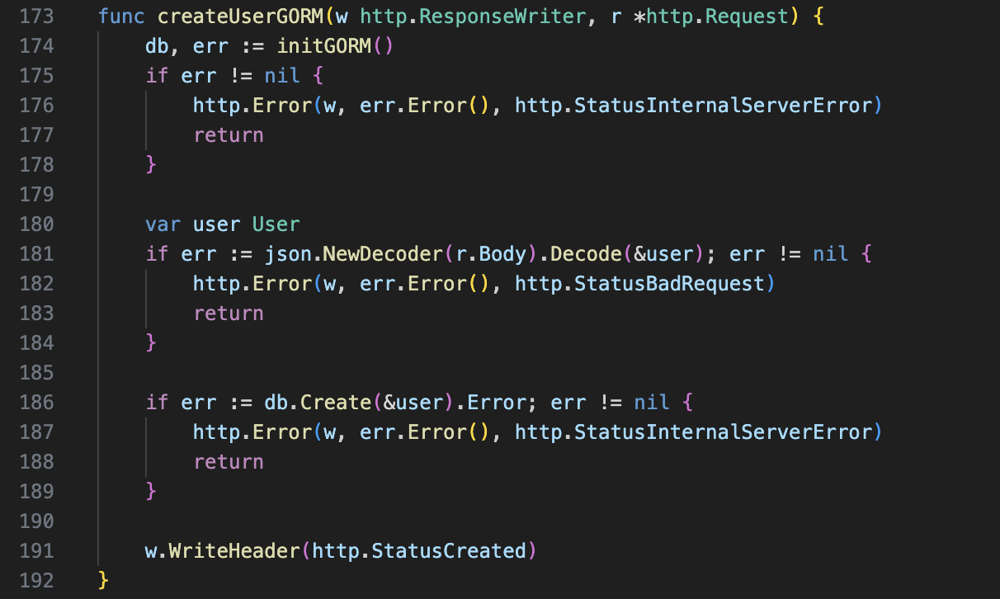 173 func createUserGORM(w http.ResponseWriter, r *http.Request) {
174     db, err := initGORM()
175     if err != nil {
176         http.Error(w, err.Error(), http.StatusInternalServerError)
177         return
178     }
179
180     var user User
181     if err := json.NewDecoder(r.Body).Decode(&user); err != nil {
182         http.Error(w, err.Error(), http.StatusBadRequest)
183         return
184     }
185
186     if err := db.Create(&user).Error; err != nil {
187         http.Error(w, err.Error(), http.StatusInternalServerError)
188         return
189     }
190
191     w.WriteHeader(http.StatusCreated)
192 }